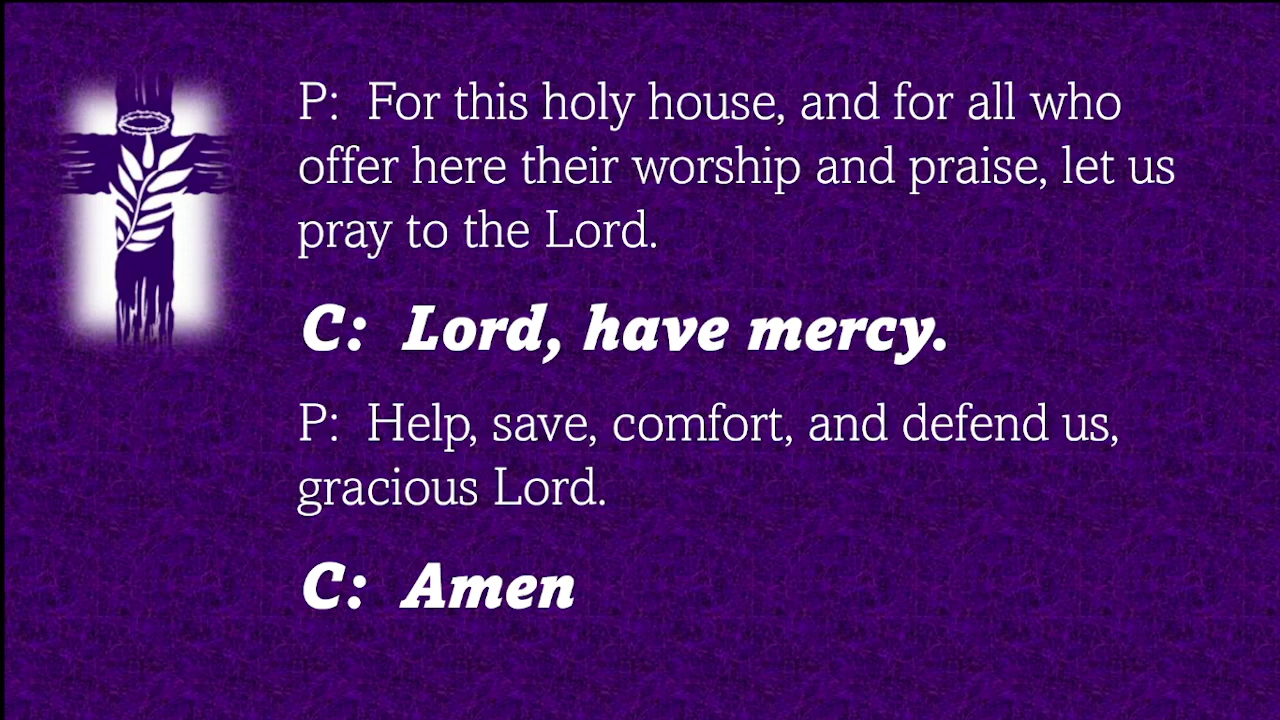 P: For this holy house, and for all who
offer here their worship and praise, let us
pray to the Lord.
C: Lord, have mercy.
P: Help, save, comfort, and defend us,
gracious Lord.
C: Amen